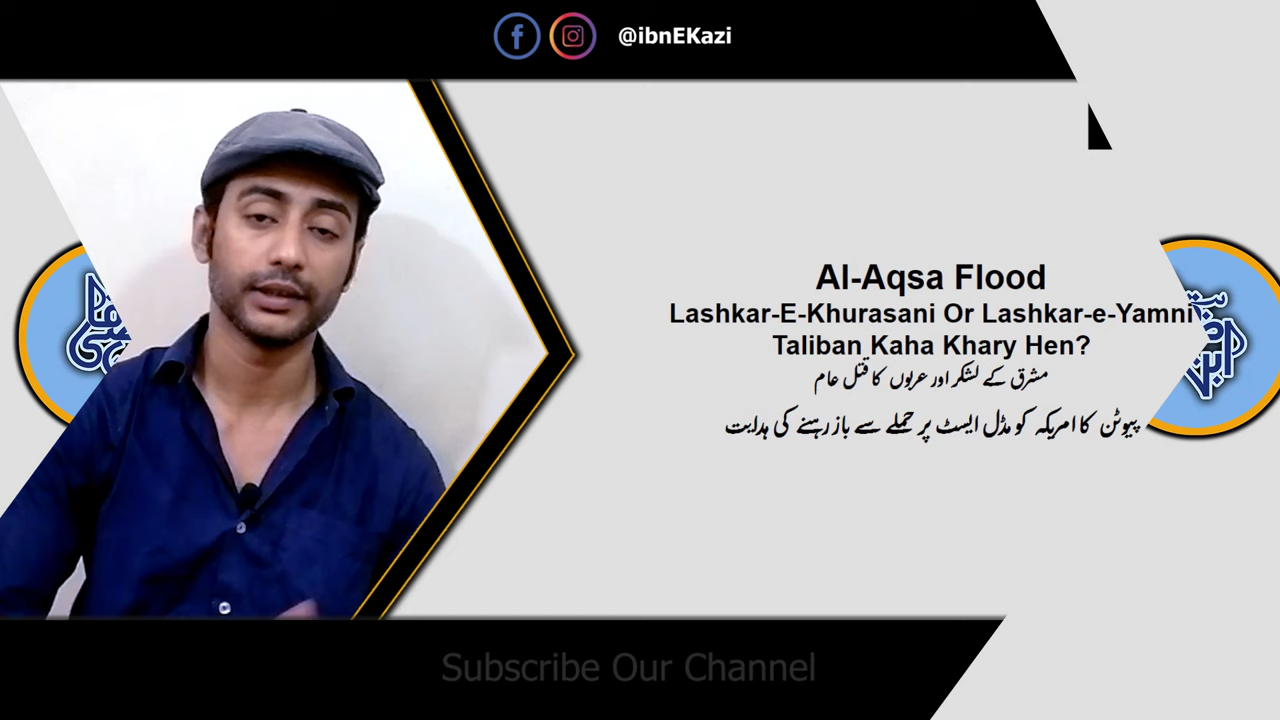 @ibnEKazi
Al-Aqsa Flood
Lashkar-E-Khurasani Or Lashkar-e-Yamni
Taliban Kaha Khary Hen?
مشرق کے لشکر اور عربوں کا قتل عام
پیوٹن کا امریکہ کو مڈل ایسٹ پر حملے سے باز رہنے کی ہدایت
Subscribe Our Channel